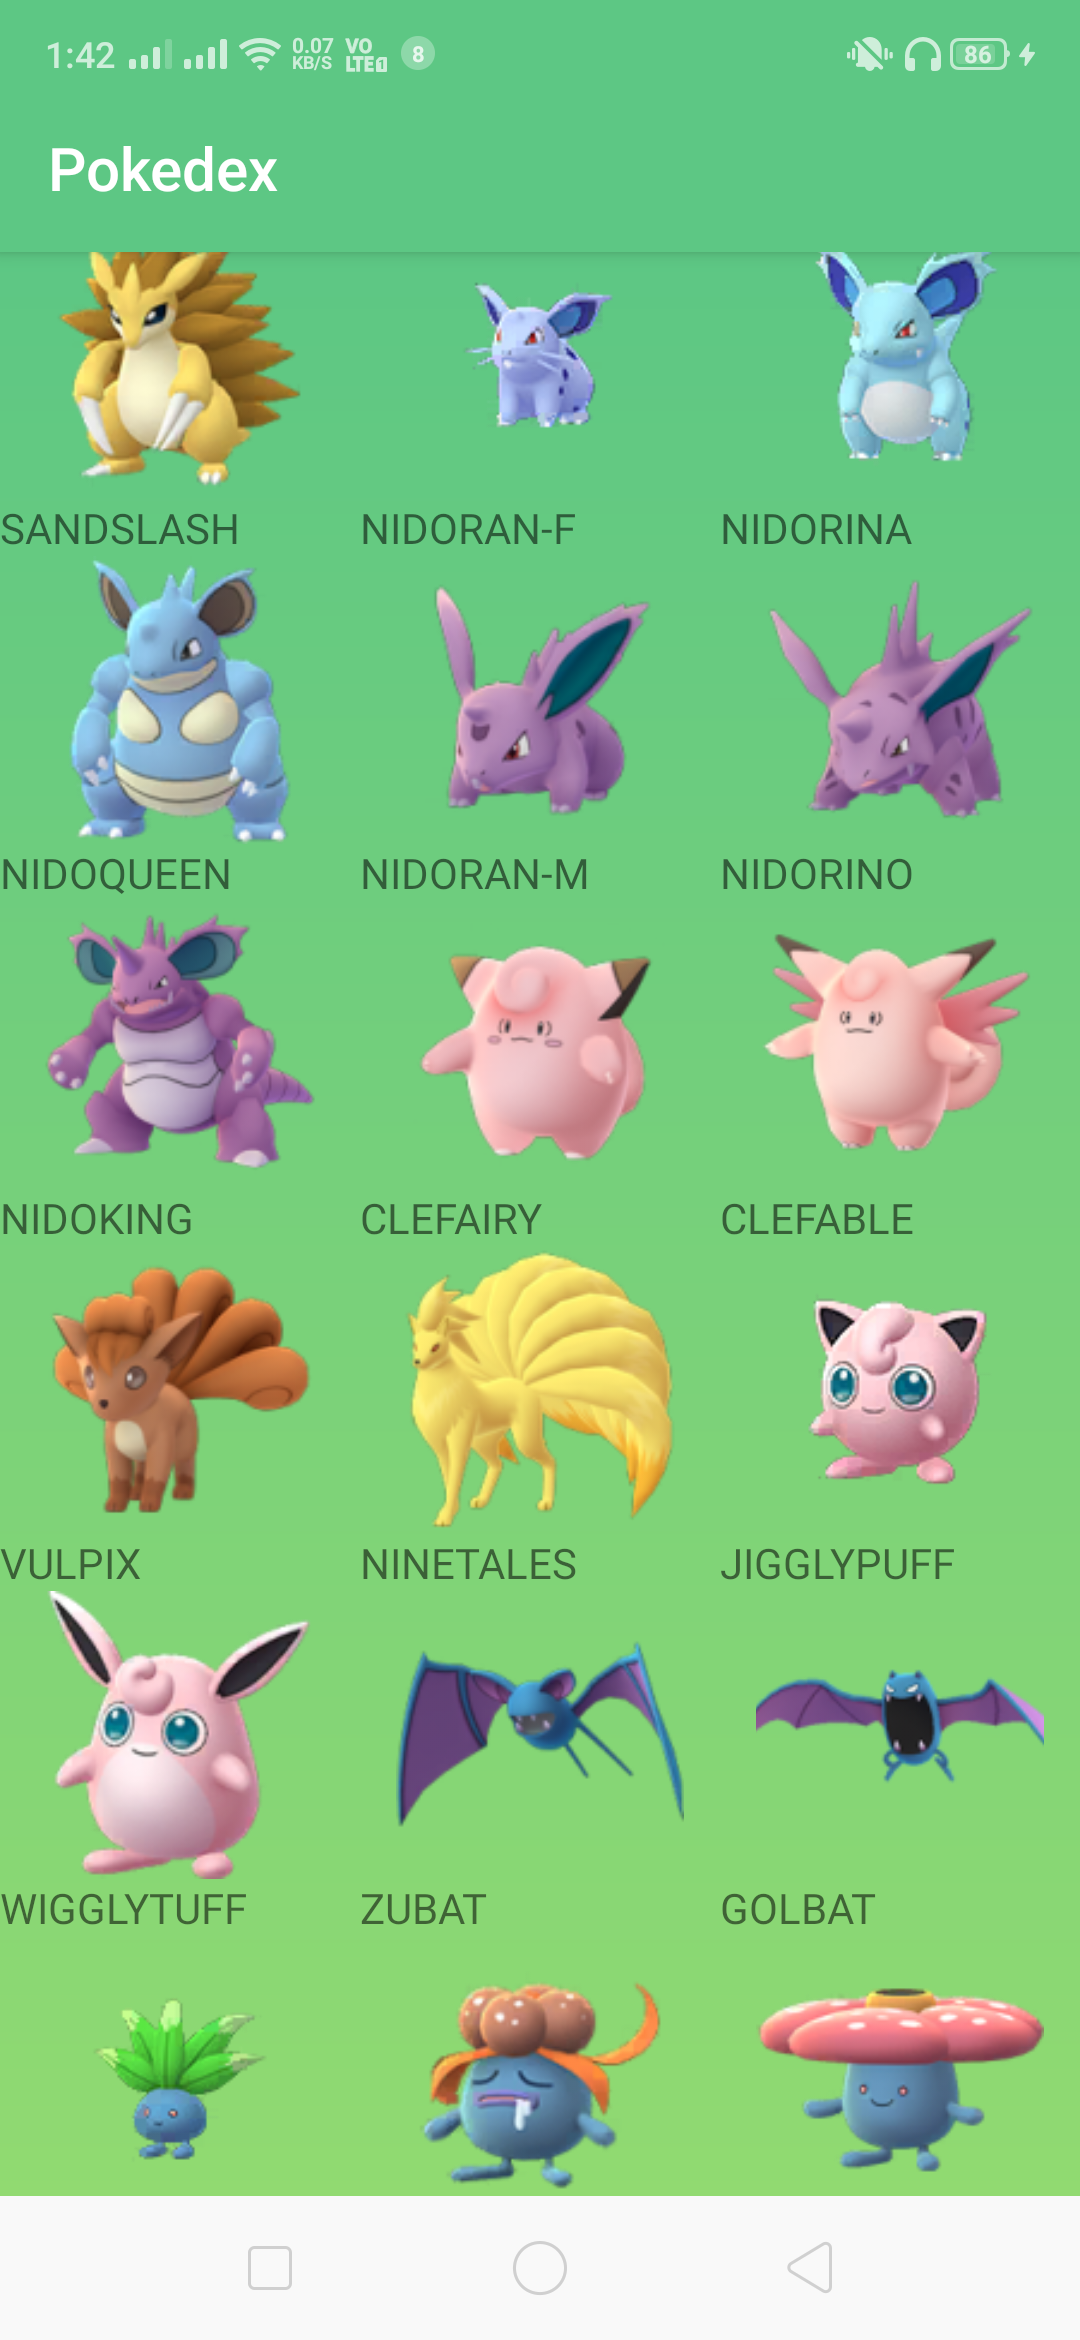 1:42 0.07 KB/S VO LTE1 8 86
Pokedex
SANDSLASH NIDORAN-F NIDORINA
NIDOQUEEN NIDORAN-M NIDORINO
NIDOKING CLEFAIRY CLEFABLE
VULPIX NINETALES JIGGLYPUFF
WIGGLYTUFF ZUBAT GOLBAT